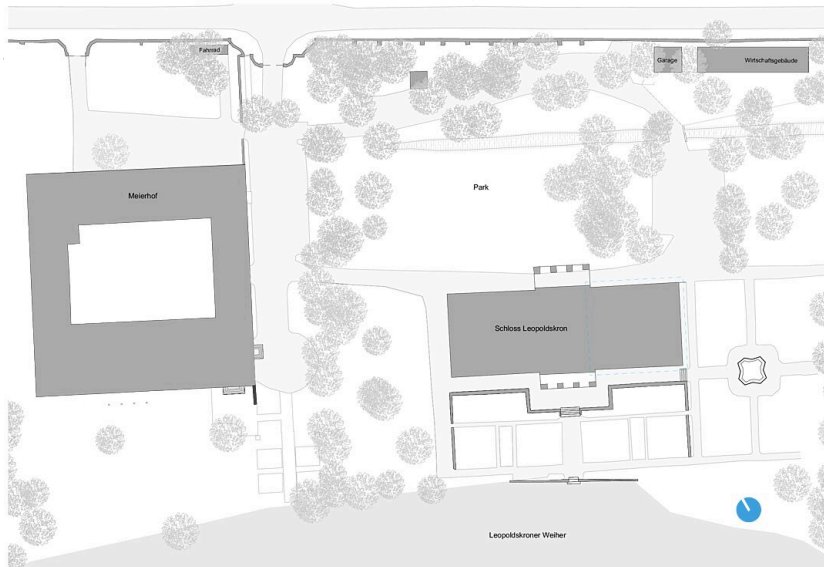 Fahrrad
Garage
Wirtschaftsgebäude
Meierhof
Park
Schloss Leopoldskron
Leopoldskroner Weiher